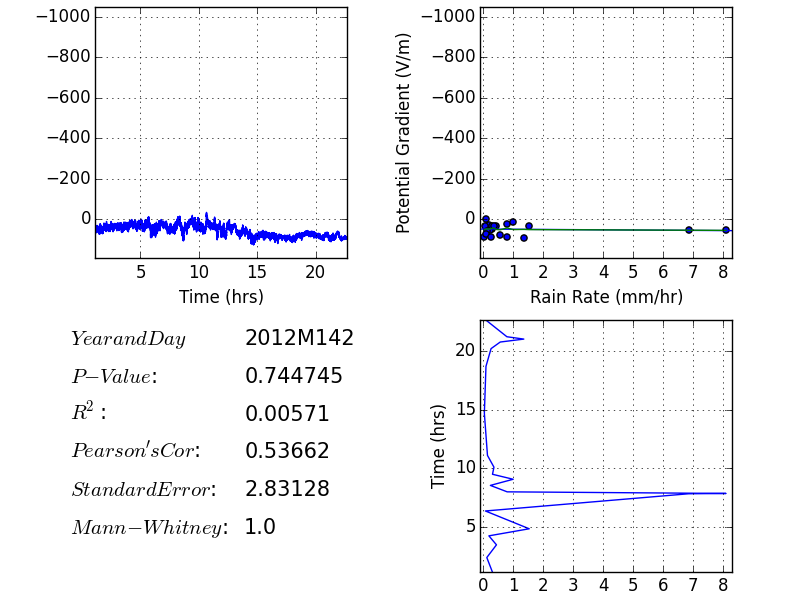 −1000
−800
−600
−400
−200
0
5 10 15 20
Time (hrs)
Potential Gradient (V/m)
−1000
−800
−600
−400
−200
0
0 1 2 3 4 5 6 7 8
Rain Rate (mm/hr)
YearandDay 2012M142
P−Value: 0.744745
R²: 0.00571
Pearson'sCor: 0.53662
StandardError: 2.83128
Mann−Whitney: 1.0
Time (hrs)
20
15
10
5
0 1 2 3 4 5 6 7 8